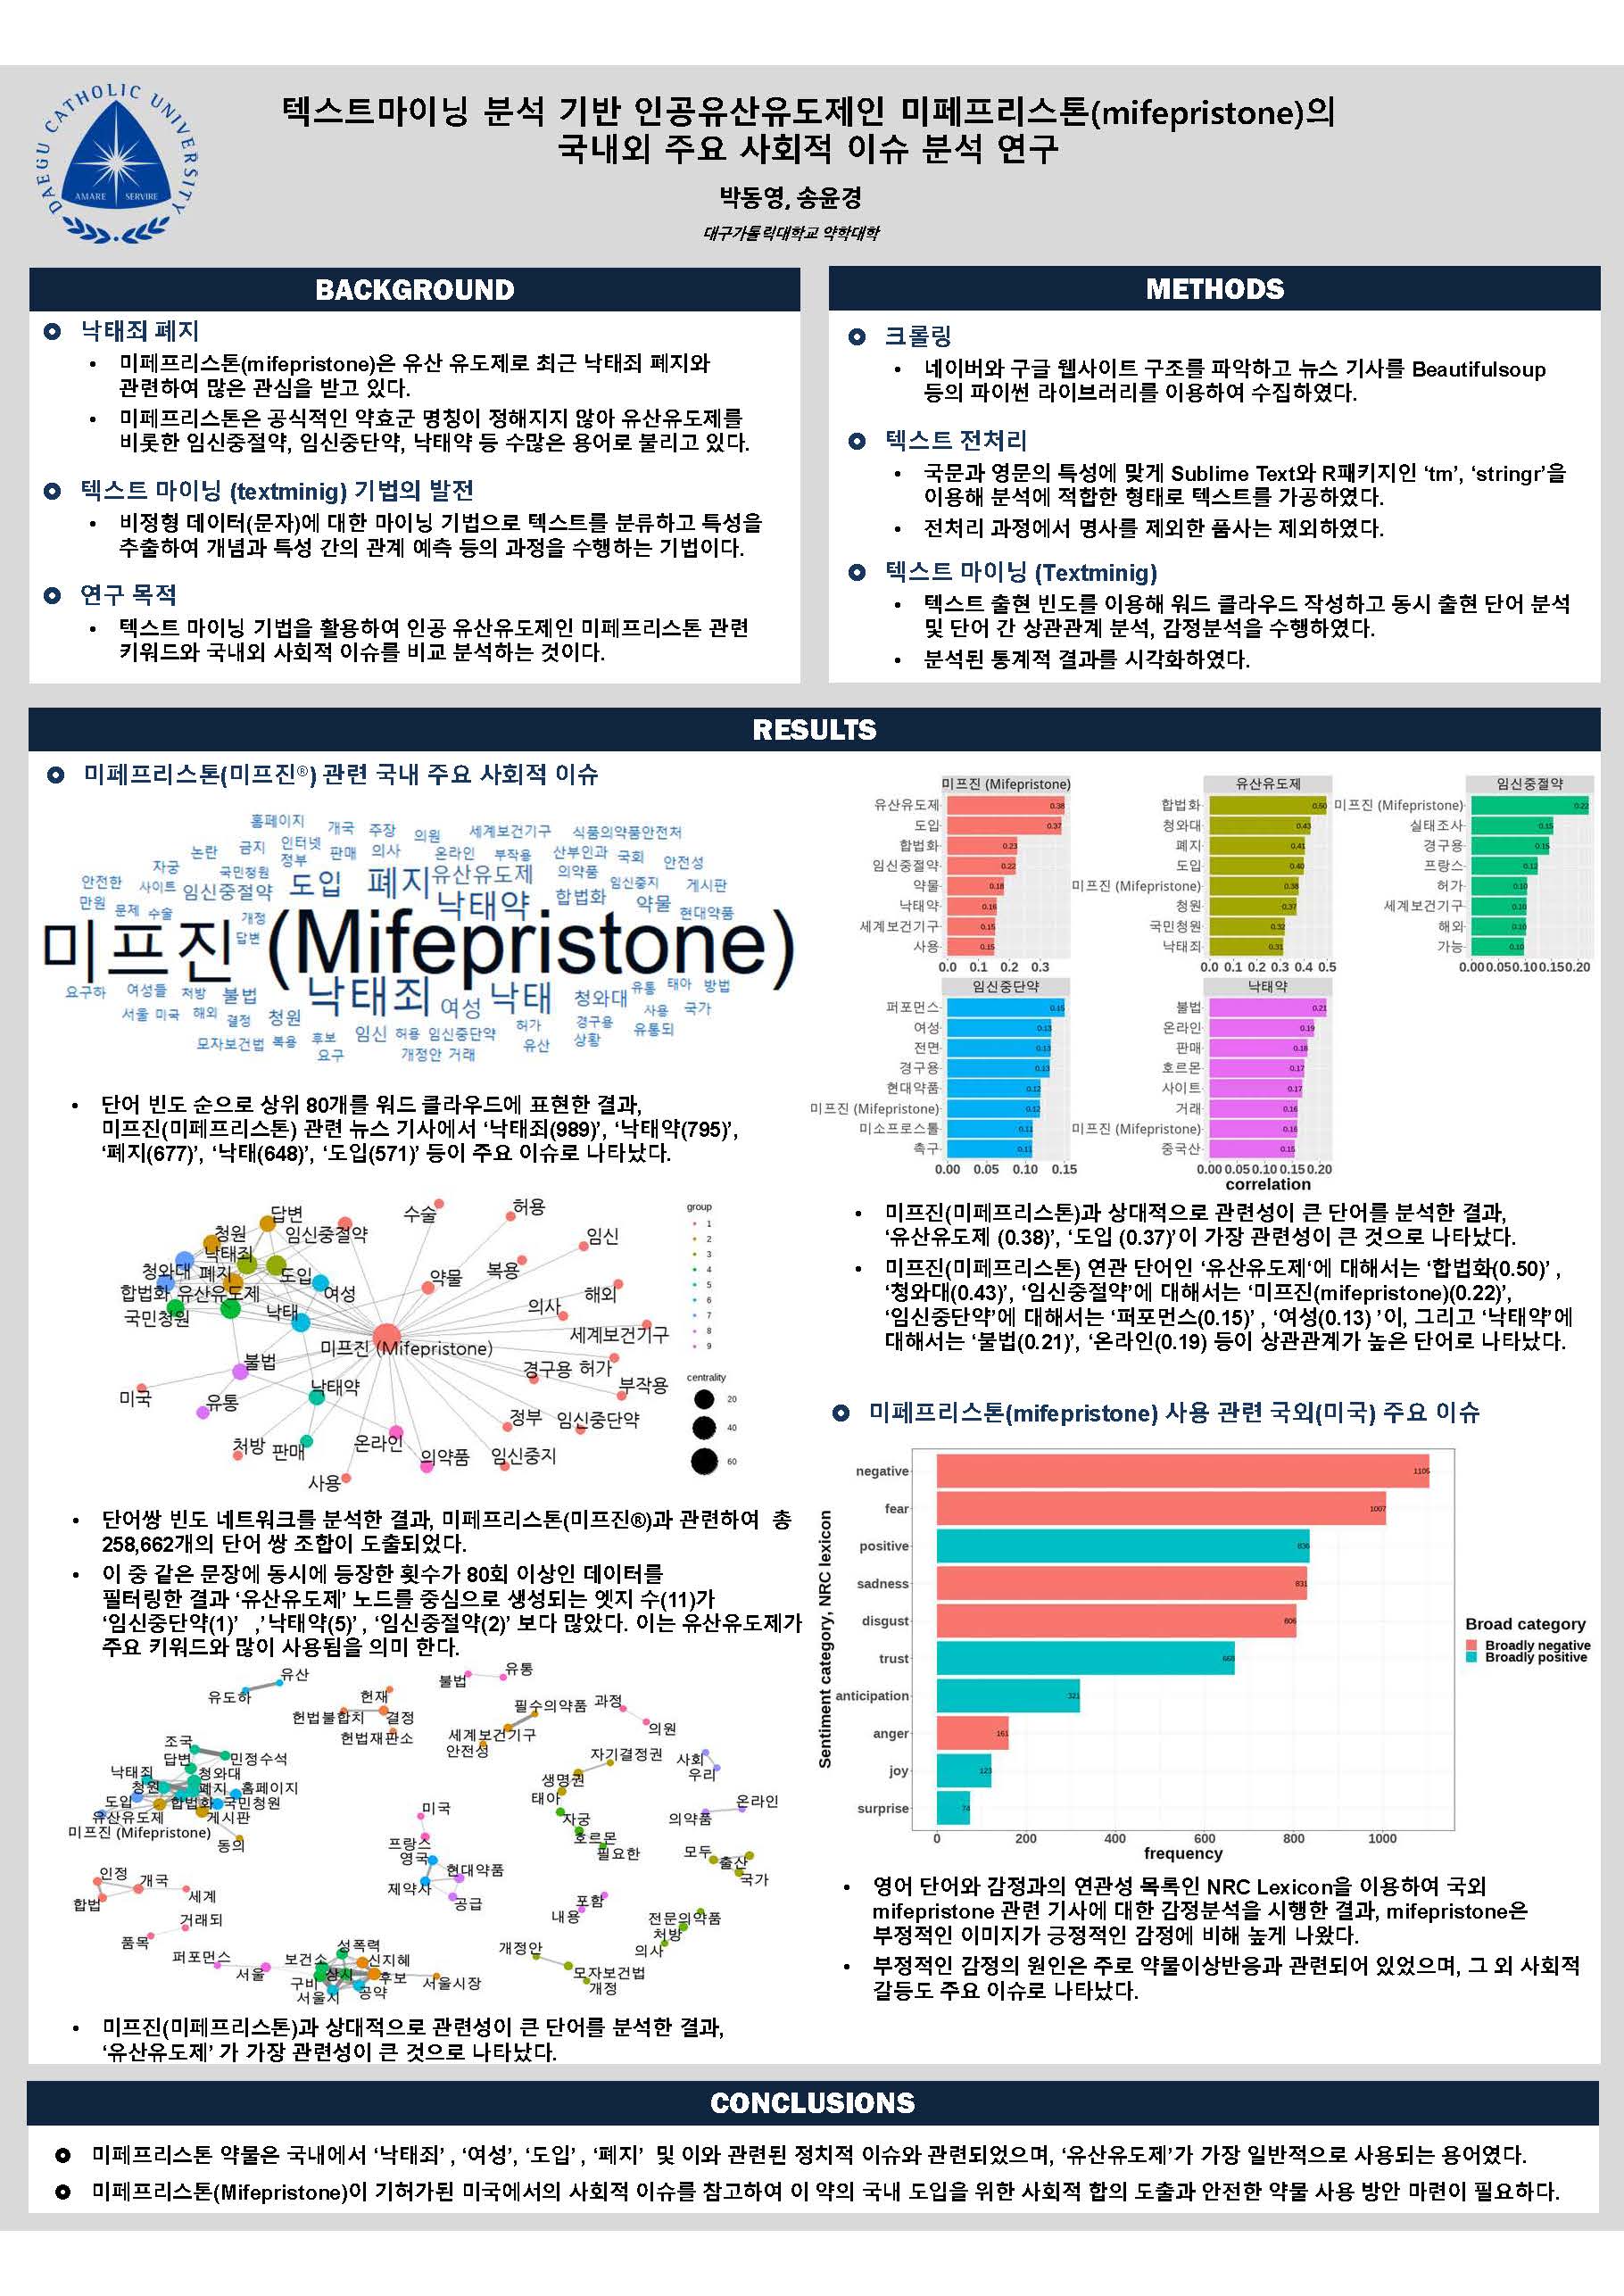 DAEGU CATHOLIC UNIVERSITY
AMARE SERVIRE
텍스트마이닝 분석 기반 인공유산유도제인 미페프리스톤(mifepristone)의
국내외 주요 사회적 이슈 분석 연구
박동영, 송윤경
대구가톨릭대학교 약학대학
BACKGROUND
낙태죄 폐지
• 미페프리스톤(mifepristone)은 유산 유도제로 최근 낙태죄 폐지와
관련하여 많은 관심을 받고 있다.
• 미페프리스톤은 공식적인 약효군 명칭이 정해지지 않아 유산유도제를
비롯한 임신중절약, 임신중단약, 낙태약 등 수많은 용어로 불리고 있다.
텍스트 마이닝 (textminig) 기법의 발전
• 비정형 데이터(문자)에 대한 마이닝 기법으로 텍스트를 분류하고 특성을
추출하여 개념과 특성 간의 관계 예측 등의 과정을 수행하는 기법이다.
연구 목적
• 텍스트 마이닝 기법을 활용하여 인공 유산유도제인 미페프리스톤 관련
키워드와 국내외 사회적 이슈를 비교 분석하는 것이다.
METHODS
크롤링
• 네이버와 구글 웹사이트 구조를 파악하고 뉴스 기사를 Beautifulsoup
등의 파이썬 라이브러리를 이용하여 수집하였다.
텍스트 전처리
• 국문과 영문의 특성에 맞게 Sublime Text와 R패키지인 ‘tm’, ‘stringr’을
이용해 분석에 적합한 형태로 텍스트를 가공하였다.
• 전처리 과정에서 명사를 제외한 품사는 제외하였다.
텍스트 마이닝 (Textminig)
• 텍스트 출현 빈도를 이용해 워드 클라우드 작성하고 동시 출현 단어 분석
및 단어 간 상관관계 분석, 감정분석을 수행하였다.
• 분석된 통계적 결과를 시각화하였다.
RESULTS
미페프리스톤(미프진®) 관련 국내 주요 사회적 이슈
홈페이지 개국 주장 의원 세계보건기구 식품의약품안전처
논란 금지 인터넷 정부 판매 의사 온라인 부작용 산부인과 국회 안전성
자궁 국민청원 도입 폐지 유산유도제 의약품 임신중지 게시판
안전한 사이트 임신중절약 낙태약 합법화 약물 현대약품
만원 문제 수술 개정 답변
미프진 (Mifepristone)
요구하 여성들 처방 불법 낙태죄 여성 낙태 청와대 유통 태아 방법
서울 미국 해외 결정 청원 후보 임신 허용 임신중단약 허가 경구용 사용 국가
모자보건법 복용 요구 개정안 거래 유산 상황 유통되
• 단어 빈도 순으로 상위 80개를 워드 클라우드에 표현한 결과,
미프진(미페프리스톤) 관련 뉴스 기사에서 ‘낙태죄(989)’, ‘낙태약(795)’,
‘폐지(677)’, ‘낙태(648)’, ‘도입(571)’ 등이 주요 이슈로 나타났다.
답변 수술 허용
청원 임신중절약 임신
낙태죄
청와대 폐지 도입 약물 복용
합법화 유산유도제 여성 해외
국민청원 낙태 의사
미프진 (Mifepristone) 세계보건기구
불법 경구용 허가
미국 유통 낙태약 부작용
정부 임신중단약
처방 판매 온라인 의약품 임신중지
사용
group
1
2
3
4
5
6
7
8
9
centrality
20
40
60
• 단어쌍 빈도 네트워크를 분석한 결과, 미페프리스톤(미프진®)과 관련하여 총
258,662개의 단어 쌍 조합이 도출되었다.
• 이 중 같은 문장에 동시에 등장한 횟수가 80회 이상인 데이터를
필터링한 결과 ‘유산유도제’ 노드를 중심으로 생성되는 엣지 수(11)가
‘임신중단약(1)’ ,’낙태약(5)’ , ‘임신중절약(2)’ 보다 많았다. 이는 유산유도제가
주요 키워드와 많이 사용됨을 의미 한다.
유산 불법 유통
유도하 헌재 필수의약품 과정
헌법불합치 결정 의원
헌법재판소 세계보건기구
안전성
조국 자기결정권 사회
답변 민정수석 우리
낙태죄 청와대 생명권
청원 폐지 홈페이지 태아
도입 합법화 국민청원 미국 의약품 온라인
유산유도제 게시판 자궁
미프진 (Mifepristone) 동의 프랑스 호르몬
영국 필요한 모두 출산
인정 개국 현대약품 국가
합법 세계 제약사 공급 포함
거래되 내용 전문의약품
품목 처방
퍼포먼스 보건소 성폭력 신지혜 개정안 의사
서울 구비 상시 후보 서울시장 모자보건법
서울시 공약 개정
• 미프진(미페프리스톤)과 상대적으로 관련성이 큰 단어를 분석한 결과,
‘유산유도제’ 가 가장 관련성이 큰 것으로 나타났다.
미프진 (Mifepristone)
유산유도제 0.38
도입 0.37
합법화 0.23
임신중절약 0.22
약물 0.18
낙태약 0.16
세계보건기구 0.15
사용 0.15
0.0 0.1 0.2 0.3
유산유도제
합법화 0.50
청와대 0.43
폐지 0.41
도입 0.40
미프진 (Mifepristone) 0.38
청원 0.37
국민청원 0.32
낙태죄 0.31
0.0 0.1 0.2 0.3 0.4 0.5
임신중절약
미프진 (Mifepristone) 0.22
실태조사 0.15
경구용 0.15
프랑스 0.12
허가 0.10
세계보건기구 0.10
해외 0.10
가능 0.10
0.00 0.05 0.10 0.15 0.20
임신중단약
퍼포먼스 0.15
여성 0.13
전면 0.13
경구용 0.13
현대약품 0.12
미프진 (Mifepristone) 0.12
미소프로스톨 0.11
촉구 0.11
0.00 0.05 0.10 0.15
낙태약
불법 0.21
온라인 0.19
판매 0.18
호르몬 0.17
사이트 0.17
거래 0.16
미프진 (Mifepristone) 0.16
중국산 0.15
0.00 0.05 0.10 0.15 0.20
correlation
• 미프진(미페프리스톤)과 상대적으로 관련성이 큰 단어를 분석한 결과,
‘유산유도제 (0.38)’, ‘도입 (0.37)’이 가장 관련성이 큰 것으로 나타났다.
• 미프진(미페프리스톤) 연관 단어인 ‘유산유도제‘에 대해서는 ‘합법화(0.50)’ ,
‘청와대(0.43)’, ‘임신중절약’에 대해서는 ‘미프진(mifepristone)(0.22)’,
‘임신중단약’에 대해서는 ‘퍼포먼스(0.15)’ , ‘여성(0.13) ’이, 그리고 ‘낙태약’에
대해서는 ‘불법(0.21)’, ‘온라인(0.19) 등이 상관관계가 높은 단어로 나타났다.
미페프리스톤(mifepristone) 사용 관련 국외(미국) 주요 이슈
Sentiment category, NRC lexicon
negative 1105
fear 1007
positive 836
sadness 831
disgust 806
trust 668
anticipation 321
anger 161
joy 123
surprise 74
0 200 400 600 800 1000
frequency
Broad category
Broadly negative
Broadly positive
• 영어 단어와 감정과의 연관성 목록인 NRC Lexicon을 이용하여 국외
mifepristone 관련 기사에 대한 감정분석을 시행한 결과, mifepristone은
부정적인 이미지가 긍정적인 감정에 비해 높게 나왔다.
• 부정적인 감정의 원인은 주로 약물이상반응과 관련되어 있었으며, 그 외 사회적
갈등도 주요 이슈로 나타났다.
CONCLUSIONS
미페프리스톤 약물은 국내에서 ‘낙태죄’ , ‘여성’, ‘도입’ , ‘폐지’ 및 이와 관련된 정치적 이슈와 관련되었으며, ‘유산유도제’가 가장 일반적으로 사용되는 용어였다.
미페프리스톤(Mifepristone)이 기허가된 미국에서의 사회적 이슈를 참고하여 이 약의 국내 도입을 위한 사회적 합의 도출과 안전한 약물 사용 방안 마련이 필요하다.